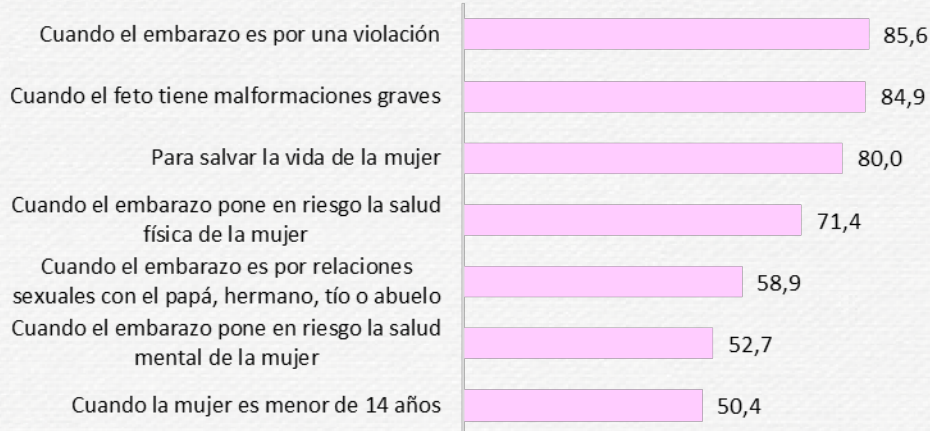 Cuando el embarazo es por una violación 85,6
Cuando el feto tiene malformaciones graves 84,9
Para salvar la vida de la mujer 80,0
Cuando el embarazo pone en riesgo la salud
física de la mujer 71,4
Cuando el embarazo es por relaciones
sexuales con el papá, hermano, tío o abuelo 58,9
Cuando el embarazo pone en riesgo la salud
mental de la mujer 52,7
Cuando la mujer es menor de 14 años 50,4